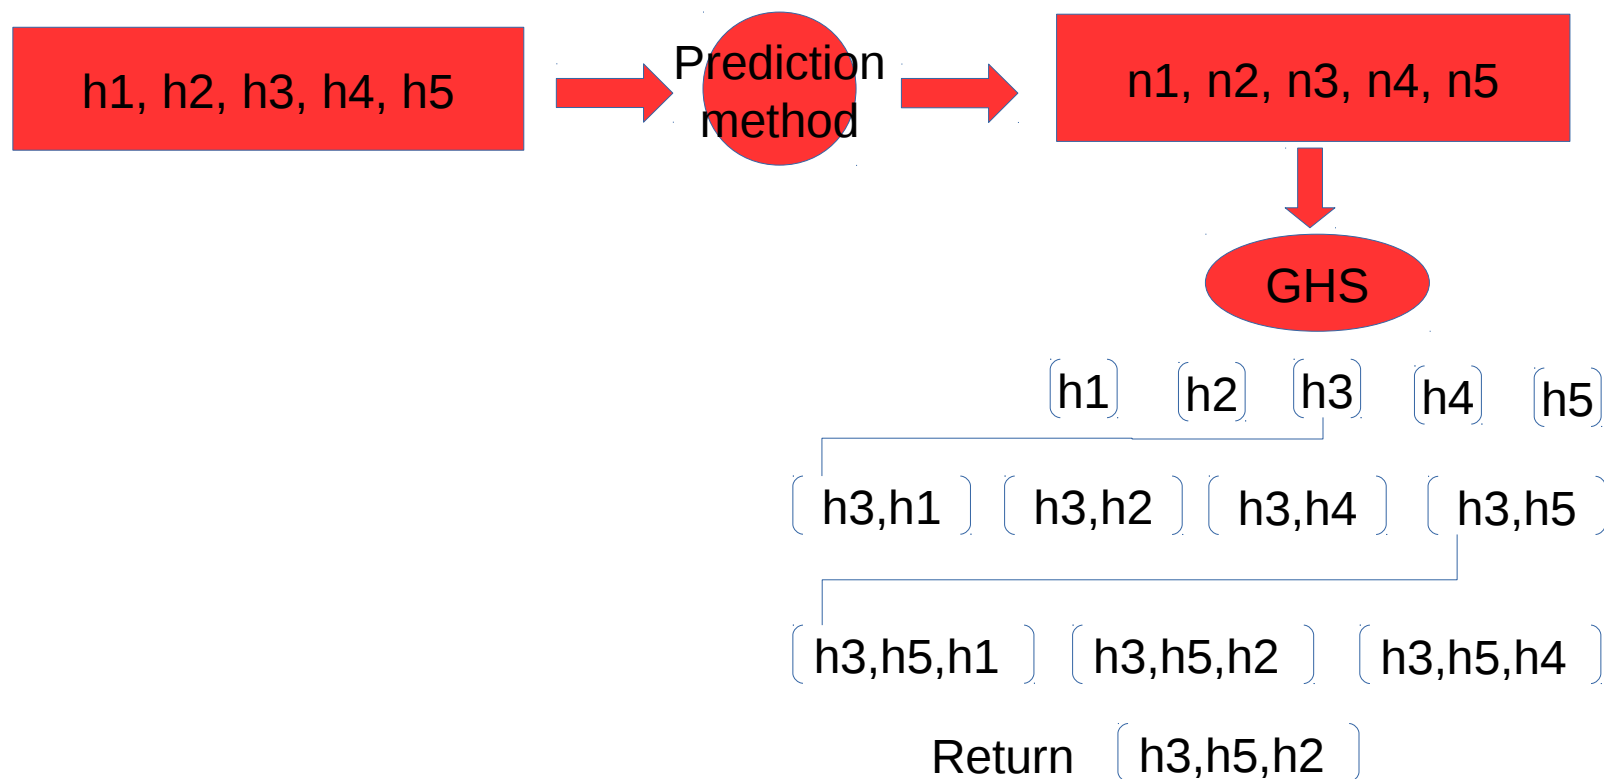 h1, h2, h3, h4, h5
Prediction
method
n1, n2, n3, n4, n5
GHS
h1 h2 h3 h4 h5
h3,h1 h3,h2 h3,h4 h3,h5
h3,h5,h1 h3,h5,h2 h3,h5,h4
Return h3,h5,h2